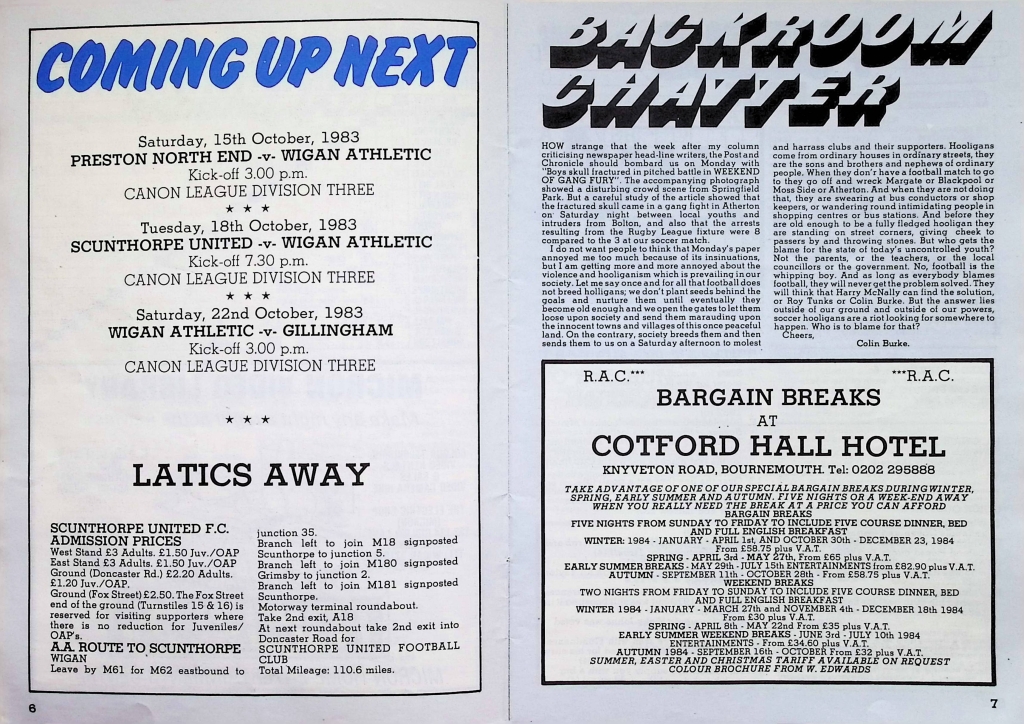 COMING UP NEXT
Saturday, 15th October, 1983
PRESTON NORTH END -v- WIGAN ATHLETIC
Kick-off 3.00 p.m.
CANON LEAGUE DIVISION THREE
★ ★ ★
Tuesday, 18th October, 1983
SCUNTHORPE UNITED -v- WIGAN ATHLETIC
Kick-off 7.30 p.m.
CANON LEAGUE DIVISION THREE
★ ★ ★
Saturday, 22nd October, 1983
WIGAN ATHLETIC -v- GILLINGHAM
Kick-off 3.00 p.m.
CANON LEAGUE DIVISION THREE
★ ★ ★
LATICS AWAY
SCUNTHORPE UNITED F.C.
ADMISSION PRICES
West Stand £3 Adults. £1.50 Juv./OAP
East Stand £3 Adults. £1.50 Juv./OAP
Ground (Doncaster Rd.) £2.20 Adults.
£1.20 Juv./OAP.
Ground (Fox Street) £2.50. The Fox Street
end of the ground (Turnstiles 15 & 16) is
reserved for visiting supporters where
there is no reduction for Juveniles/
OAP's.
A.A. ROUTE TO SCUNTHORPE
WIGAN
Leave by M61 for M62 eastbound to
junction 35.
Branch left to join M18 signposted
Scunthorpe to junction 5.
Branch left to join M180 signposted
Grimsby to junction 2.
Branch left to join M181 signposted
Scunthorpe.
Motorway terminal roundabout.
Take 2nd exit, A18
At next roundabout take 2nd exit into
Doncaster Road for
SCUNTHORPE UNITED FOOTBALL
CLUB
Total Mileage: 110.6 miles.
6
BACKROOM
CHATTER
HOW strange that the week after my column
criticising newspaper head-line writers, the Post and
Chronicle should bombard us on Monday with
"Boys skull fractured in pitched battle in WEEKEND
OF GANG FURY". The accompanying photograph
showed a disturbing crowd scene from Springfield
Park. But a careful study of the article showed that
the fractured skull came in a gang fight in Atherton
on Saturday night between local youths and
intruders from Bolton, and also that the arrests
resulting from the Rugby League fixture were 8
compared to the 3 at our soccer match.
I do not want people to think that Monday's paper
annoyed me too much because of its insinuations,
but I am getting more and more annoyed about the
violence and hooliganism which is prevailing in our
society. Let me say once and for all that football does
not breed holligans; we don't plant seeds behind the
goals and nurture them until eventually they
become old enough and we open the gates to let them
loose upon society and send them marauding upon
the innocent towns and villages of this once peaceful
land. On the contrary, society breeds them and then
sends them to us on a Saturday afternoon to molest
and harrass clubs and their supporters. Hooligans
come from ordinary houses in ordinary streets, they
are the sons and brothers and nephews of ordinary
people. When they don't have a football match to go
to they go off and wreck Margate or Blackpool or
Moss Side or Atherton. And when they are not doing
that, they are swearing at bus conductors or shop
keepers, or wandering round intimidating people in
shopping centres or bus stations. And before they
are old enough to be a fully fledged hooligan they
are standing on street corners, giving cheek to
passers by and throwing stones. But who gets the
blame for the state of today's uncontrolled youth?
Not the parents, or the teachers, or the local
councillors or the government. No, football is the
whipping boy. And as long as everybody blames
football, they will never get the problem solved. They
will think that Harry McNally can find the solution,
or Roy Tunks or Colin Burke. But the answer lies
outside of our ground and outside of our powers,
soccer hooligans are a riot looking for somewhere to
happen. Who is to blame for that?
Cheers,
Colin Burke.
R.A.C.*** ***R.A.C.
BARGAIN BREAKS
AT
COTFORD HALL HOTEL
KNYVETON ROAD, BOURNEMOUTH. Tel: 0202 295888
TAKE ADVANTAGE OF ONE OF OUR SPECIAL BARGAIN BREAKS DURING WINTER,
SPRING, EARLY SUMMER AND AUTUMN. FIVE NIGHTS OR A WEEK-END AWAY
WHEN YOU REALLY NEED THE BREAK AT A PRICE YOU CAN AFFORD
BARGAIN BREAKS
FIVE NIGHTS FROM SUNDAY TO FRIDAY TO INCLUDE FIVE COURSE DINNER, BED
AND FULL ENGLISH BREAKFAST
WINTER: 1984 - JANUARY - APRIL 1st, AND OCTOBER 30th - DECEMBER 23, 1984
From £58.75 plus V.A.T.
SPRING - APRIL 3rd - MAY 27th, From £65 plus V.A.T.
EARLY SUMMER BREAKS - MAY 29th - JULY 15th ENTERTAINMENTS from £82.90 plus V.A.T.
AUTUMN - SEPTEMBER 11th - OCTOBER 28th - From £58.75 plus V.A.T.
WEEKEND BREAKS
TWO NIGHTS FROM FRIDAY TO SUNDAY TO INCLUDE FIVE COURSE DINNER, BED
AND FULL ENGLISH BREAKFAST
WINTER 1984 - JANUARY - MARCH 27th and NOVEMBER 4th - DECEMBER 18th 1984
From £30 plus V.A.T.
SPRING - APRIL 8th - MAY 22nd From £35 plus V.A.T.
EARLY SUMMER WEEKEND BREAKS - JUNE 3rd - JULY 10th 1984
ENTERTAINMENTS - From £34.60 plus V.A.T.
AUTUMN 1984 - SEPTEMBER 16th - OCTOBER From £32 plus V.A.T.
SUMMER, EASTER AND CHRISTMAS TARIFF AVAILABLE ON REQUEST
COLOUR BROCHURE FROM W. EDWARDS
7